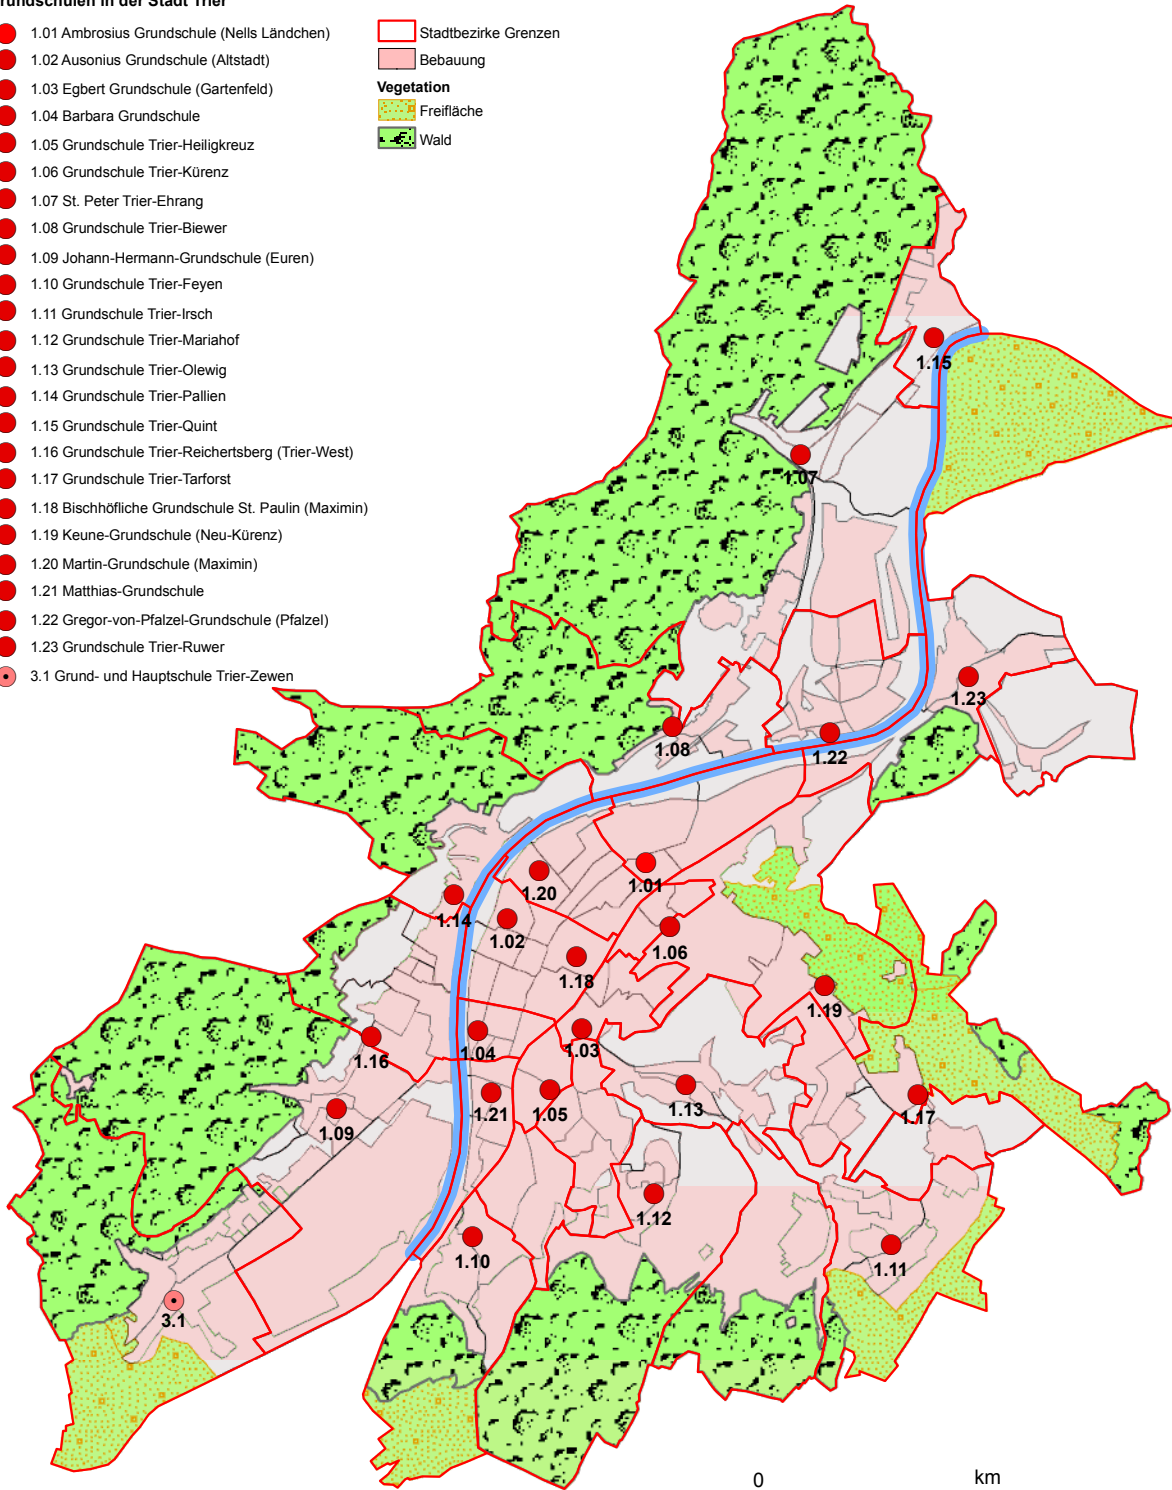 rundschulen in der Stadt Trier
1.01 Ambrosius Grundschule (Nells Ländchen)
1.02 Ausonius Grundschule (Altstadt)
1.03 Egbert Grundschule (Gartenfeld)
1.04 Barbara Grundschule
1.05 Grundschule Trier-Heiligkreuz
1.06 Grundschule Trier-Kürenz
1.07 St. Peter Trier-Ehrang
1.08 Grundschule Trier-Biewer
1.09 Johann-Hermann-Grundschule (Euren)
1.10 Grundschule Trier-Feyen
1.11 Grundschule Trier-Irsch
1.12 Grundschule Trier-Mariahof
1.13 Grundschule Trier-Olewig
1.14 Grundschule Trier-Pallien
1.15 Grundschule Trier-Quint
1.16 Grundschule Trier-Reichertsberg (Trier-West)
1.17 Grundschule Trier-Tarforst
1.18 Bischhöfliche Grundschule St. Paulin (Maximin)
1.19 Keune-Grundschule (Neu-Kürenz)
1.20 Martin-Grundschule (Maximin)
1.21 Matthias-Grundschule
1.22 Gregor-von-Pfalzel-Grundschule (Pfalzel)
1.23 Grundschule Trier-Ruwer
3.1 Grund- und Hauptschule Trier-Zewen
Stadtbezirke Grenzen
Bebauung
Vegetation
Freifläche
Wald
1.15
1.07
1.23
1.08
1.22
1.20
1.01
1.14
1.02
1.06
1.18
1.19
1.04
1.03
1.16
1.21
1.05
1.13
1.17
1.09
1.12
1.10
1.11
3.1
0
km